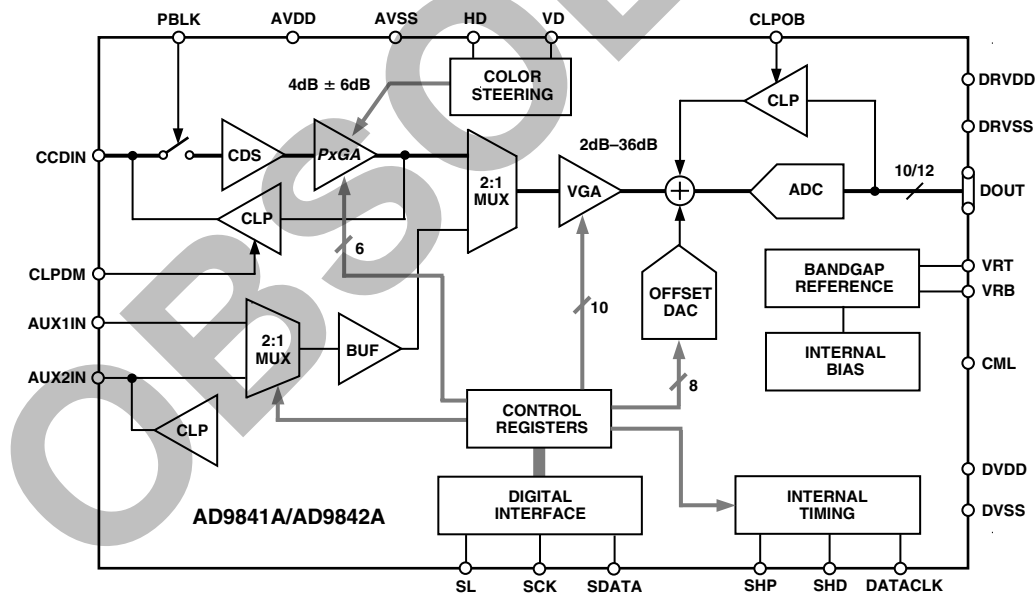 PBLK
AVDD
AVSS
HD
VD
CLPOB
4dB ± 6dB
COLOR
STEERING
CLP
DRVDD
DRVSS
CCDIN
CDS
PxGA
2:1
MUX
2dB–36dB
VGA
ADC
10/12
DOUT
CLP
6
CLPDM
BANDGAP
REFERENCE
VRT
VRB
OFFSET
DAC
10
AUX1IN
2:1
MUX
BUF
INTERNAL
BIAS
CML
AUX2IN
8
CLP
CONTROL
REGISTERS
DVDD
DIGITAL
INTERFACE
INTERNAL
TIMING
DVSS
AD9841A/AD9842A
SL
SCK
SDATA
SHP
SHD
DATACLK